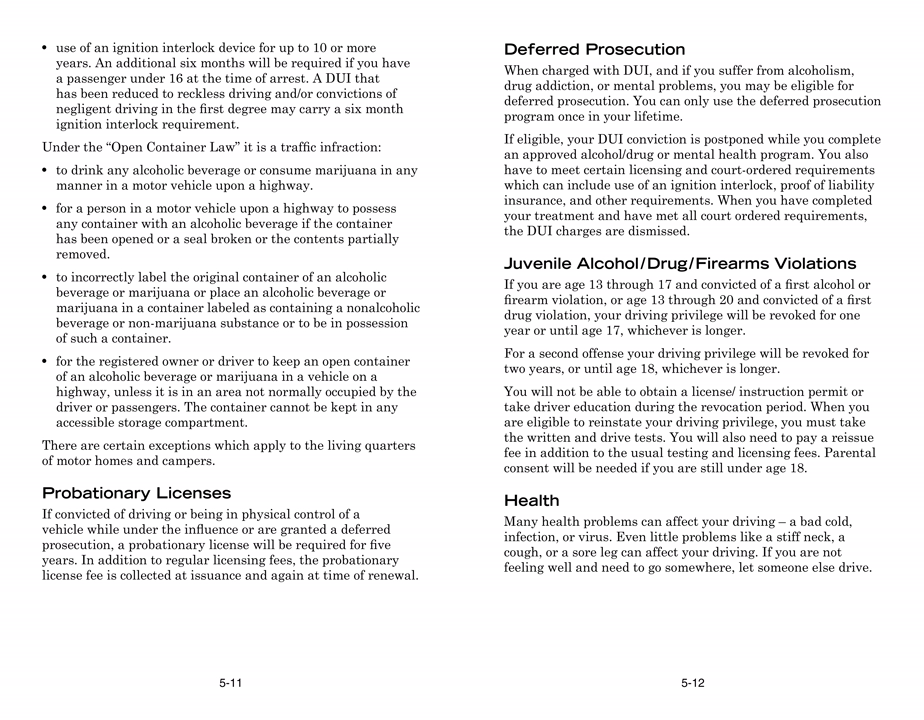 • use of an ignition interlock device for up to 10 or more
years. An additional six months will be required if you have
a passenger under 16 at the time of arrest. A DUI that
has been reduced to reckless driving and/or convictions of
negligent driving in the first degree may carry a six month
ignition interlock requirement.
Under the “Open Container Law” it is a traffic infraction:
• to drink any alcoholic beverage or consume marijuana in any
manner in a motor vehicle upon a highway.
• for a person in a motor vehicle upon a highway to possess
any container with an alcoholic beverage if the container
has been opened or a seal broken or the contents partially
removed.
• to incorrectly label the original container of an alcoholic
beverage or marijuana or place an alcoholic beverage or
marijuana in a container labeled as containing a nonalcoholic
beverage or non-marijuana substance or to be in possession
of such a container.
• for the registered owner or driver to keep an open container
of an alcoholic beverage or marijuana in a vehicle on a
highway, unless it is in an area not normally occupied by the
driver or passengers. The container cannot be kept in any
accessible storage compartment.
There are certain exceptions which apply to the living quarters
of motor homes and campers.
Probationary Licenses
If convicted of driving or being in physical control of a
vehicle while under the influence or are granted a deferred
prosecution, a probationary license will be required for five
years. In addition to regular licensing fees, the probationary
license fee is collected at issuance and again at time of renewal.
5-11
Deferred Prosecution
When charged with DUI, and if you suffer from alcoholism,
drug addiction, or mental problems, you may be eligible for
deferred prosecution. You can only use the deferred prosecution
program once in your lifetime.
If eligible, your DUI conviction is postponed while you complete
an approved alcohol/drug or mental health program. You also
have to meet certain licensing and court-ordered requirements
which can include use of an ignition interlock, proof of liability
insurance, and other requirements. When you have completed
your treatment and have met all court ordered requirements,
the DUI charges are dismissed.
Juvenile Alcohol/Drug/Firearms Violations
If you are age 13 through 17 and convicted of a first alcohol or
firearm violation, or age 13 through 20 and convicted of a first
drug violation, your driving privilege will be revoked for one
year or until age 17, whichever is longer.
For a second offense your driving privilege will be revoked for
two years, or until age 18, whichever is longer.
You will not be able to obtain a license/ instruction permit or
take driver education during the revocation period. When you
are eligible to reinstate your driving privilege, you must take
the written and drive tests. You will also need to pay a reissue
fee in addition to the usual testing and licensing fees. Parental
consent will be needed if you are still under age 18.
Health
Many health problems can affect your driving – a bad cold,
infection, or virus. Even little problems like a stiff neck, a
cough, or a sore leg can affect your driving. If you are not
feeling well and need to go somewhere, let someone else drive.
5-12